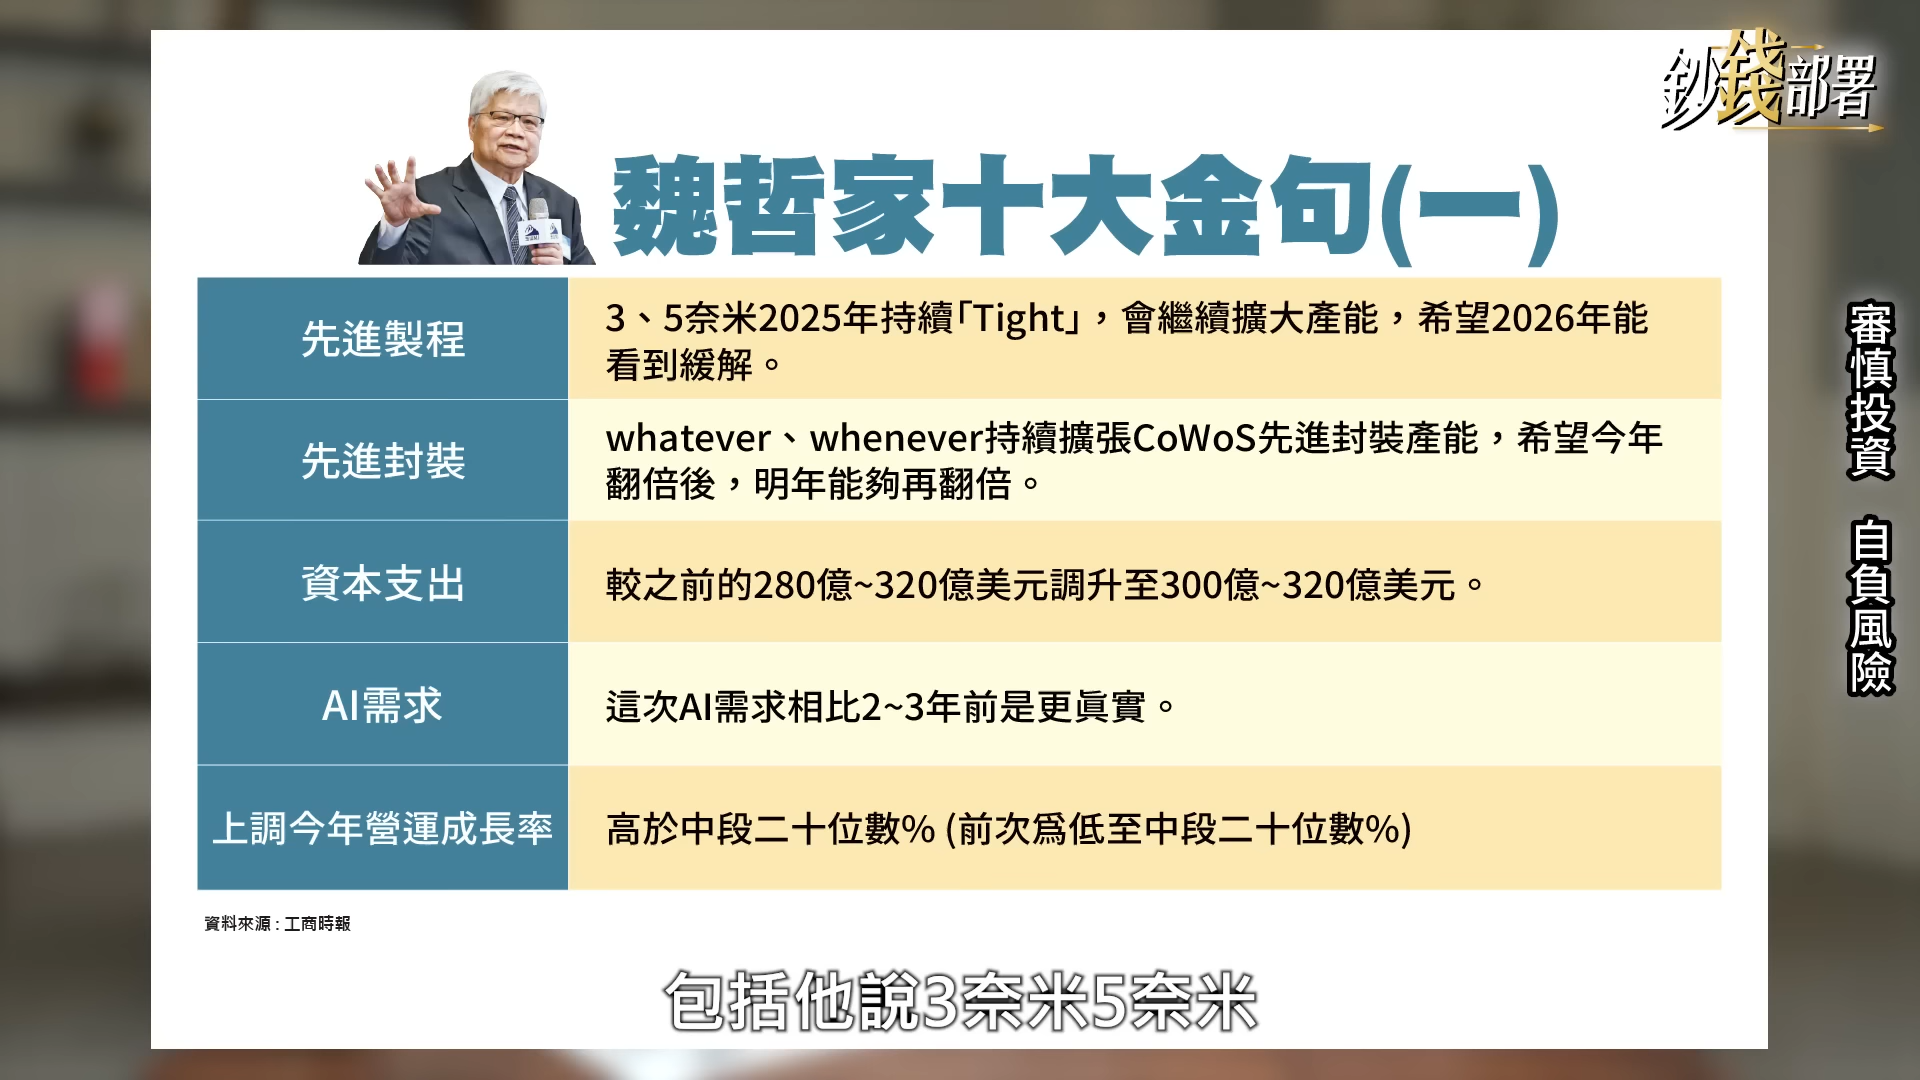 鈔錢部署
魏哲家十大金句(一)
先進製程
3、5奈米2025年持續「Tight」，會繼續擴大產能，希望2026年能
看到緩解。
先進封裝
whatever、whenever持續擴張CoWoS先進封裝產能，希望今年
翻倍後，明年能夠再翻倍。
資本支出
較之前的280億~320億美元調升至300億~320億美元。
AI需求
這次AI需求相比2~3年前是更眞實。
上調今年營運成長率
高於中段二十位數% (前次爲低至中段二十位數%)
資料來源 : 工商時報
審慎投資 自負風險
包括他說3奈米5奈米